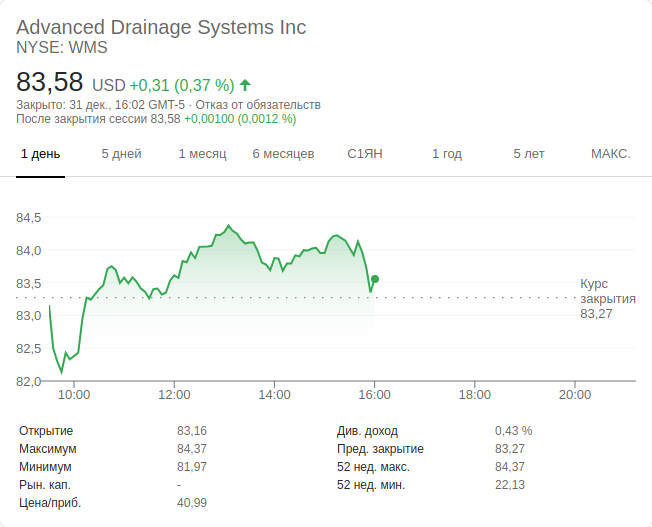 Advanced Drainage Systems Inc
NYSE: WMS
83,58 USD +0,31 (0,37 %)
Закрыто: 31 дек., 16:02 GMT-5 · Отказ от обязательств
После закрытия сессии 83,58 +0,00100 (0,0012 %)
1 день 5 дней 1 месяц 6 месяцев С1ЯН 1 год 5 лет МАКС.
84,5
84,0
83,5
83,0
82,5
82,0
Курс
закрытия
83,27
10:00 12:00 14:00 16:00 18:00 20:00
Открытие 83,16 Див. доход 0,43 %
Максимум 84,37 Пред. закрытие 83,27
Минимум 81,97 52 нед. макс. 84,37
Рын. кап. - 52 нед. мин. 22,13
Цена/приб. 40,99